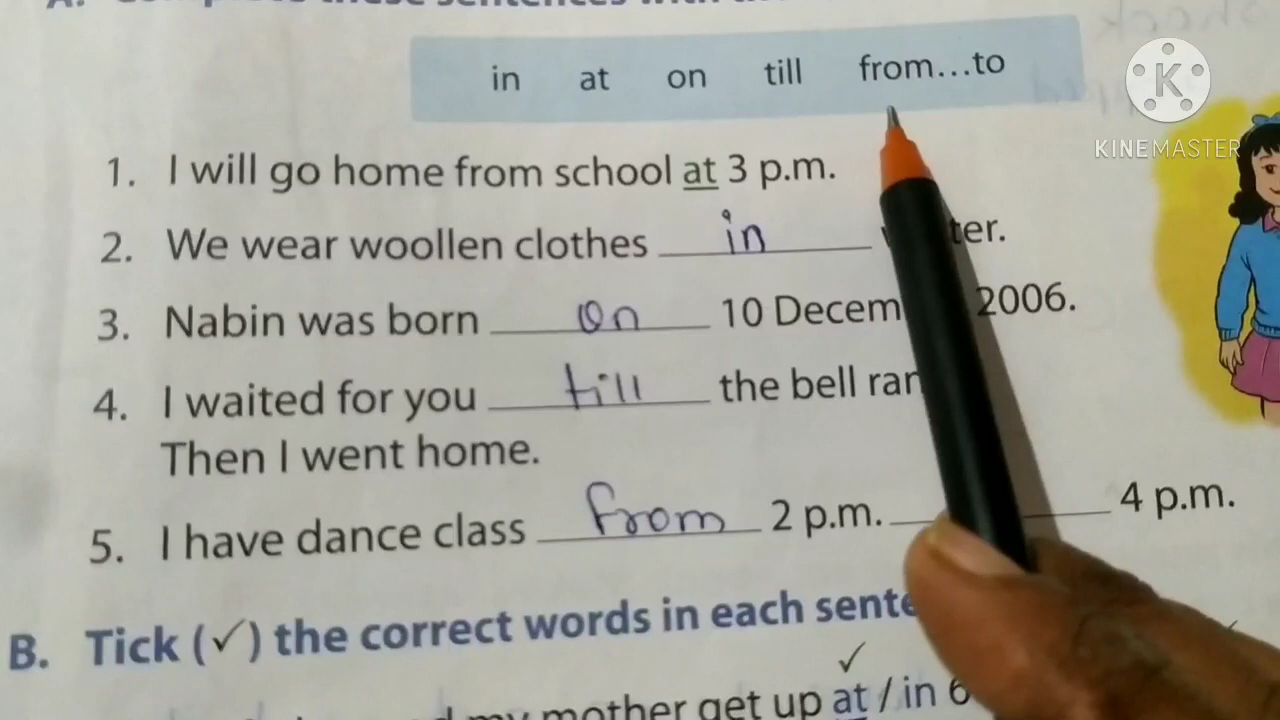 A.
in at on till from...to
K
KINEMASTER
1. I will go home from school at 3 p.m.
2. We wear woollen clothes in ter.
3. Nabin was born on 10 Decem 2006.
4. I waited for you till the bell ran
Then I went home.
5. I have dance class from 2 p.m. 4 p.m.
B. Tick (✓) the correct words in each sente
✓
my mother get up at / in 6